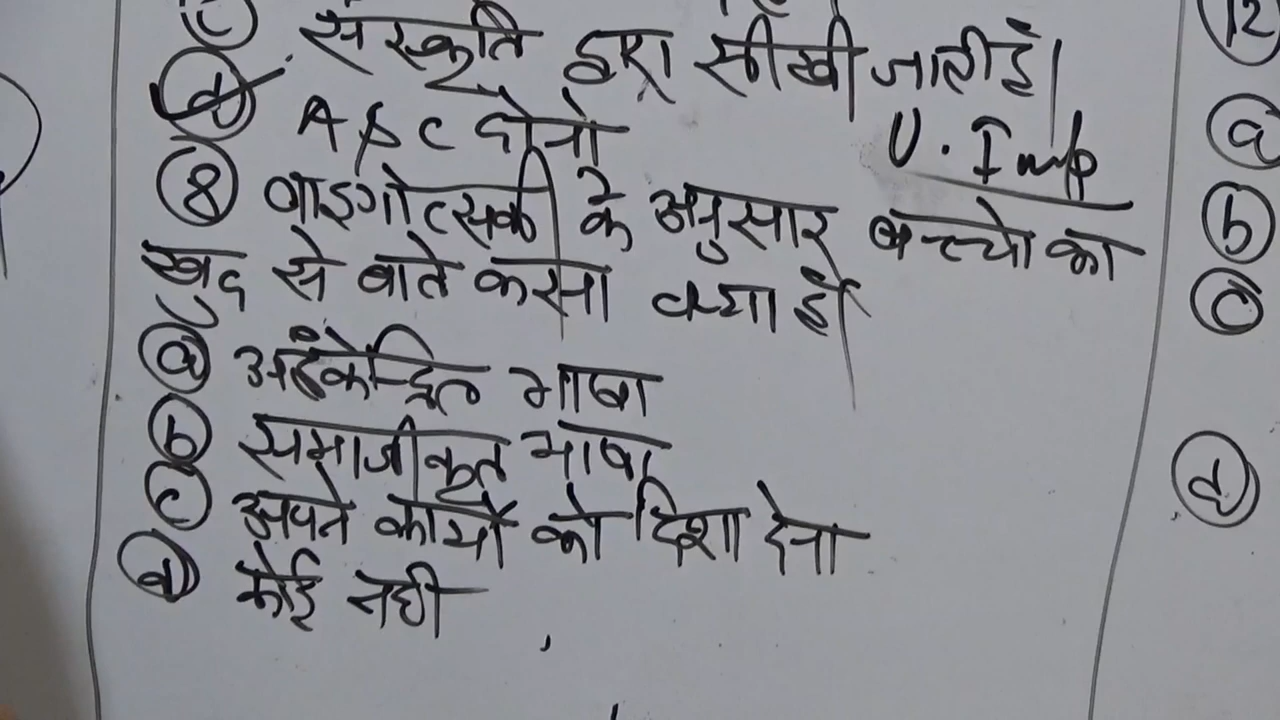 c संस्कृति द्वारा सीखी जाती है।
d A & C दोनो
V. Imp
8 वाइगोत्सकी के अनुसार बच्चो का
खुद से बाते करना क्या है
a अहंकेन्द्रित भाषा
b समाजीकृत भाषा
c अपने कार्यो को दिशा देना
d कोई नही
12
a
b
c
d